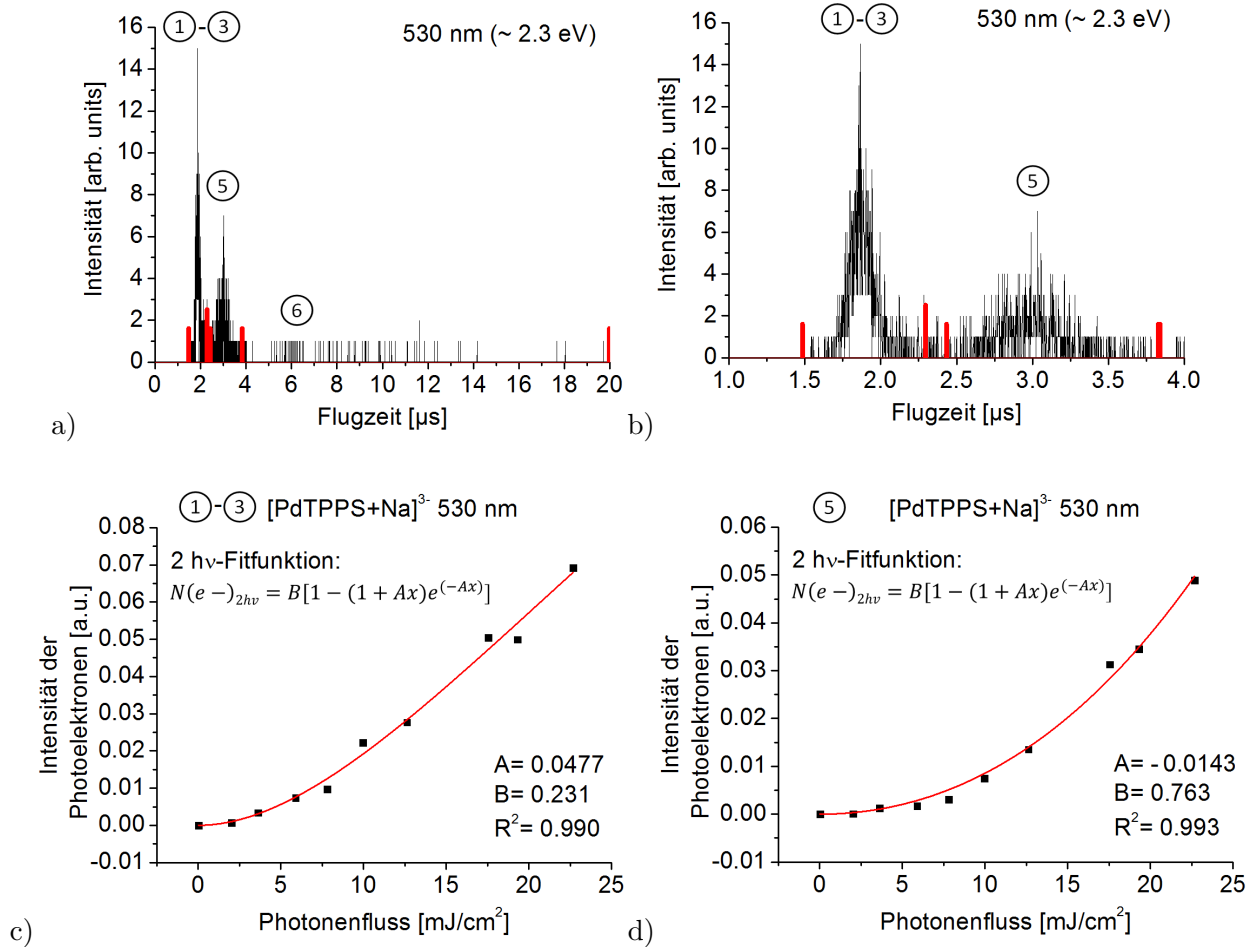 ① - ③
530 nm (~ 2.3 eV)
Intensität [arb. units]
16
14
12
10
8
6
4
2
0
⑤
⑥
0 2 4 6 8 10 12 14 16 18 20
Flugzeit [µs]
a)
① - ③
530 nm (~ 2.3 eV)
Intensität [arb. units]
16
14
12
10
8
6
4
2
0
⑤
1.0 1.5 2.0 2.5 3.0 3.5 4.0
Flugzeit [µs]
b)
① - ③ [PdTPPS+Na]³⁻ 530 nm
2 hν-Fitfunktion:
N(e −)₂ₕᵥ = B[1 − (1 + Ax)e^(−Ax)]
Intensität der
Photoelektronen [a.u.]
0.08
0.07
0.06
0.05
0.04
0.03
0.02
0.01
0.00
-0.01
A= 0.0477
B= 0.231
R²= 0.990
0 5 10 15 20 25
Photonenfluss [mJ/cm²]
c)
⑤ [PdTPPS+Na]³⁻ 530 nm
2 hν-Fitfunktion:
N(e −)₂ₕᵥ = B[1 − (1 + Ax)e^(−Ax)]
Intensität der
Photoelektronen [a.u.]
0.06
0.05
0.04
0.03
0.02
0.01
0.00
-0.01
A= - 0.0143
B= 0.763
R²= 0.993
0 5 10 15 20 25
Photonenfluss [mJ/cm²]
d)